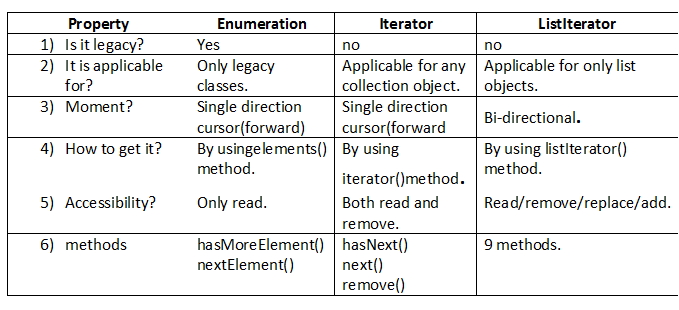 Property Enumeration Iterator ListIterator
1) Is it legacy? Yes no no
2) It is applicable Only legacy Applicable for any Applicable for only list
for? classes. collection object. objects.
3) Moment? Single direction Single direction Bi-directional.
cursor(forward) cursor(forward
4) How to get it? By usingelements() By using By using listIterator()
method. iterator()method. method.
5) Accessibility? Only read. Both read and Read/remove/replace/add.
remove.
6) methods hasMoreElement() hasNext() 9 methods.
nextElement() next()
remove()